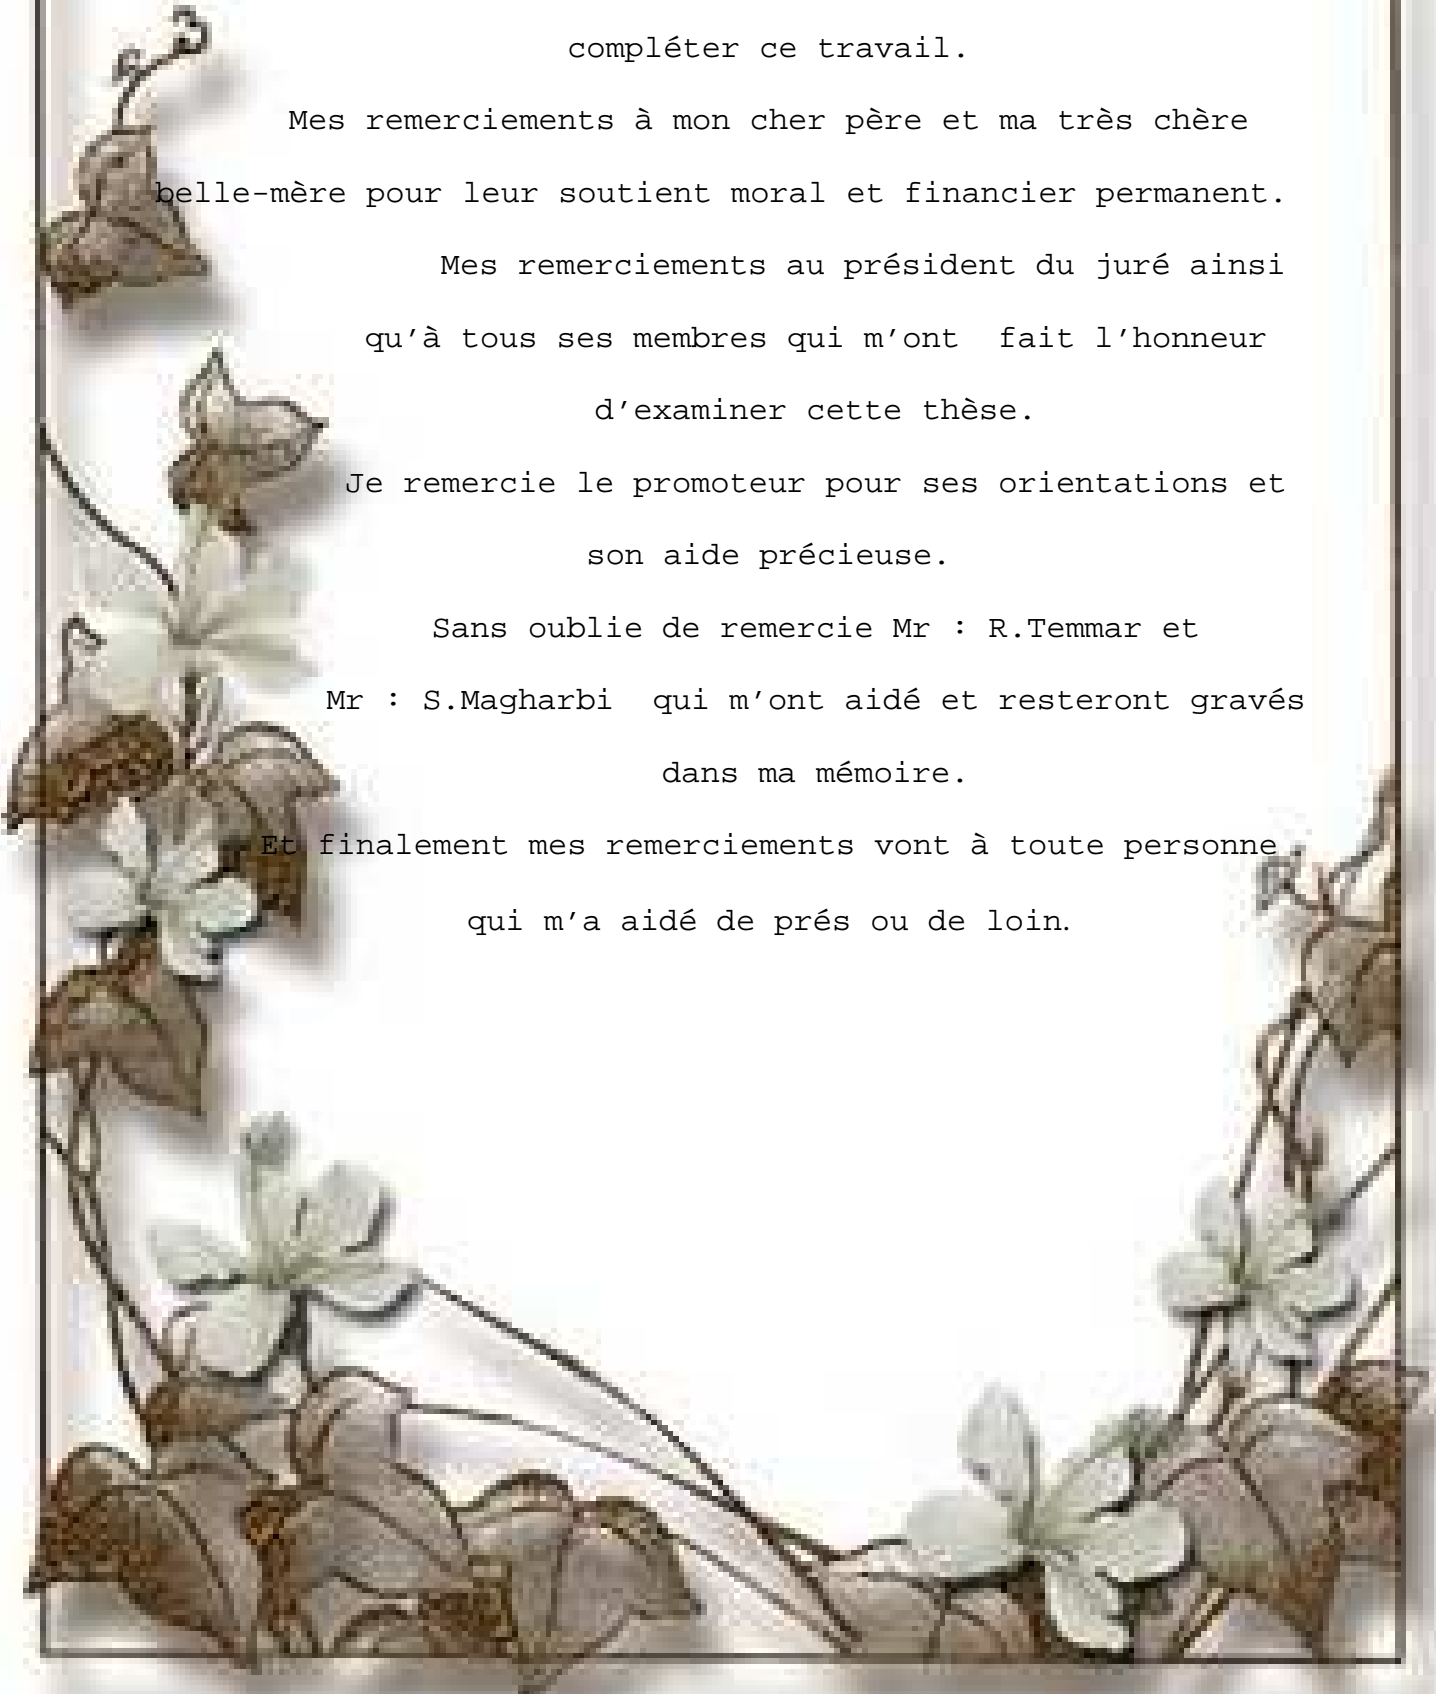 compléter ce travail.
Mes remerciements à mon cher père et ma très chère
belle-mère pour leur soutient moral et financier permanent.
Mes remerciements au président du juré ainsi
qu’à tous ses membres qui m’ont  fait l’honneur
d’examiner cette thèse.
Je remercie le promoteur pour ses orientations et
son aide précieuse.
Sans oublie de remercie Mr : R.Temmar et
Mr : S.Magharbi  qui m’ont aidé et resteront gravés
dans ma mémoire.
Et finalement mes remerciements vont à toute personne
qui m’a aidé de prés ou de loin.